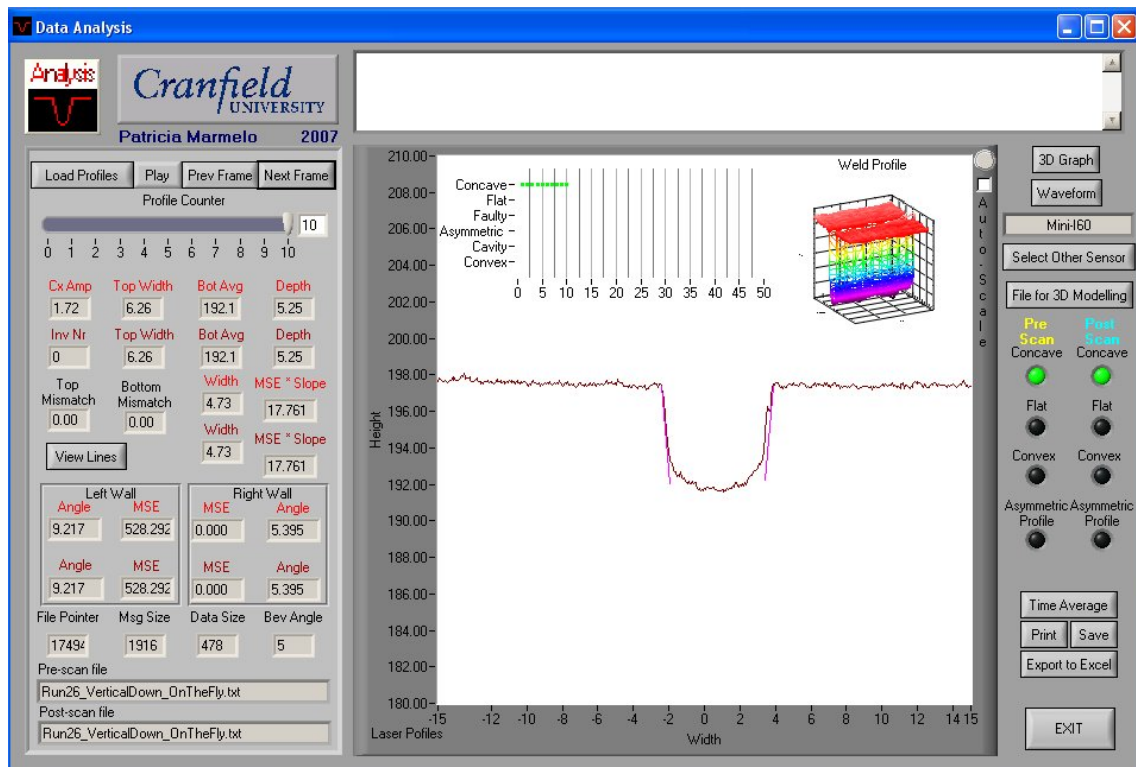 Data Analysis
Analysis
Cranfield
UNIVERSITY
Patricia Marmelo 2007
Load Profiles Play Prev Frame Next Frame
Profile Counter
10
0 1 2 3 4 5 6 7 8 9 10
Cx Amp Top Width Bot Avg Depth
1.72 6.26 192.1 5.25
Inv Nr Top Width Bot Avg Depth
0 6.26 192.1 5.25
Top Mismatch Bottom Mismatch Width MSE * Slope
0.00 0.00 4.73 17.761
Width MSE * Slope
4.73 17.761
View Lines
Left Wall Right Wall
Angle MSE MSE Angle
9.217 528.292 0.000 5.395
Angle MSE MSE Angle
9.217 528.292 0.000 5.395
File Pointer Msg Size Data Size Bev Angle
1916 478 5
Pre-scan file
Run26_VerticalDown_OnTheFly.txt
Post-scan file
Run26_VerticalDown_OnTheFly.txt
210.00
208.00
206.00
204.00
202.00
200.00
198.00
196.00
194.00
192.00
190.00
188.00
186.00
184.00
182.00
180.00
Height
Concave
Flat
Faulty
Asymmetric
Cavity
Convex
0 5 10 15 20 25 30 35 40 45 50
Weld Profile
Auto-Scale
-15 -12 -10 -8 -6 -4 -2 0 2 4 6 8 10 12 14 15
Laser Pofiles
Width
3D Graph
Waveform
Mini-I60
Select Other Sensor
File for 3D Modelling
Pre Scan Post Scan
Concave Concave
Flat Flat
Convex Convex
Asymmetric Profile Asymmetric Profile
Time Average
Print Save
Export to Excel
EXIT